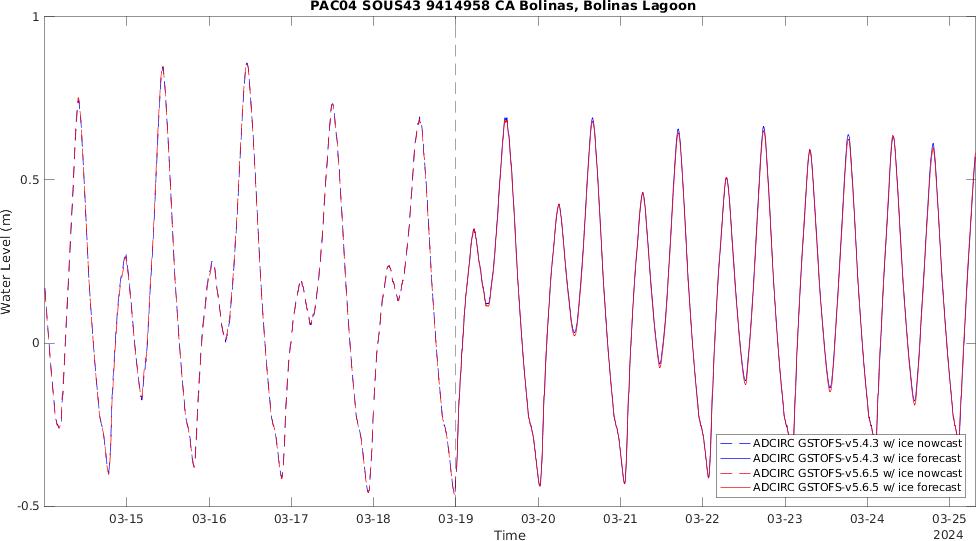 PAC04 SOUS43 9414958 CA Bolinas, Bolinas Lagoon
1
0.5
0
-0.5
Water Level (m)
ADCIRC GSTOFS-v5.4.3 w/ ice nowcast
ADCIRC GSTOFS-v5.4.3 w/ ice forecast
ADCIRC GSTOFS-v5.6.5 w/ ice nowcast
ADCIRC GSTOFS-v5.6.5 w/ ice forecast
03-15 03-16 03-17 03-18 03-19 03-20 03-21 03-22 03-23 03-24 03-25
2024
Time